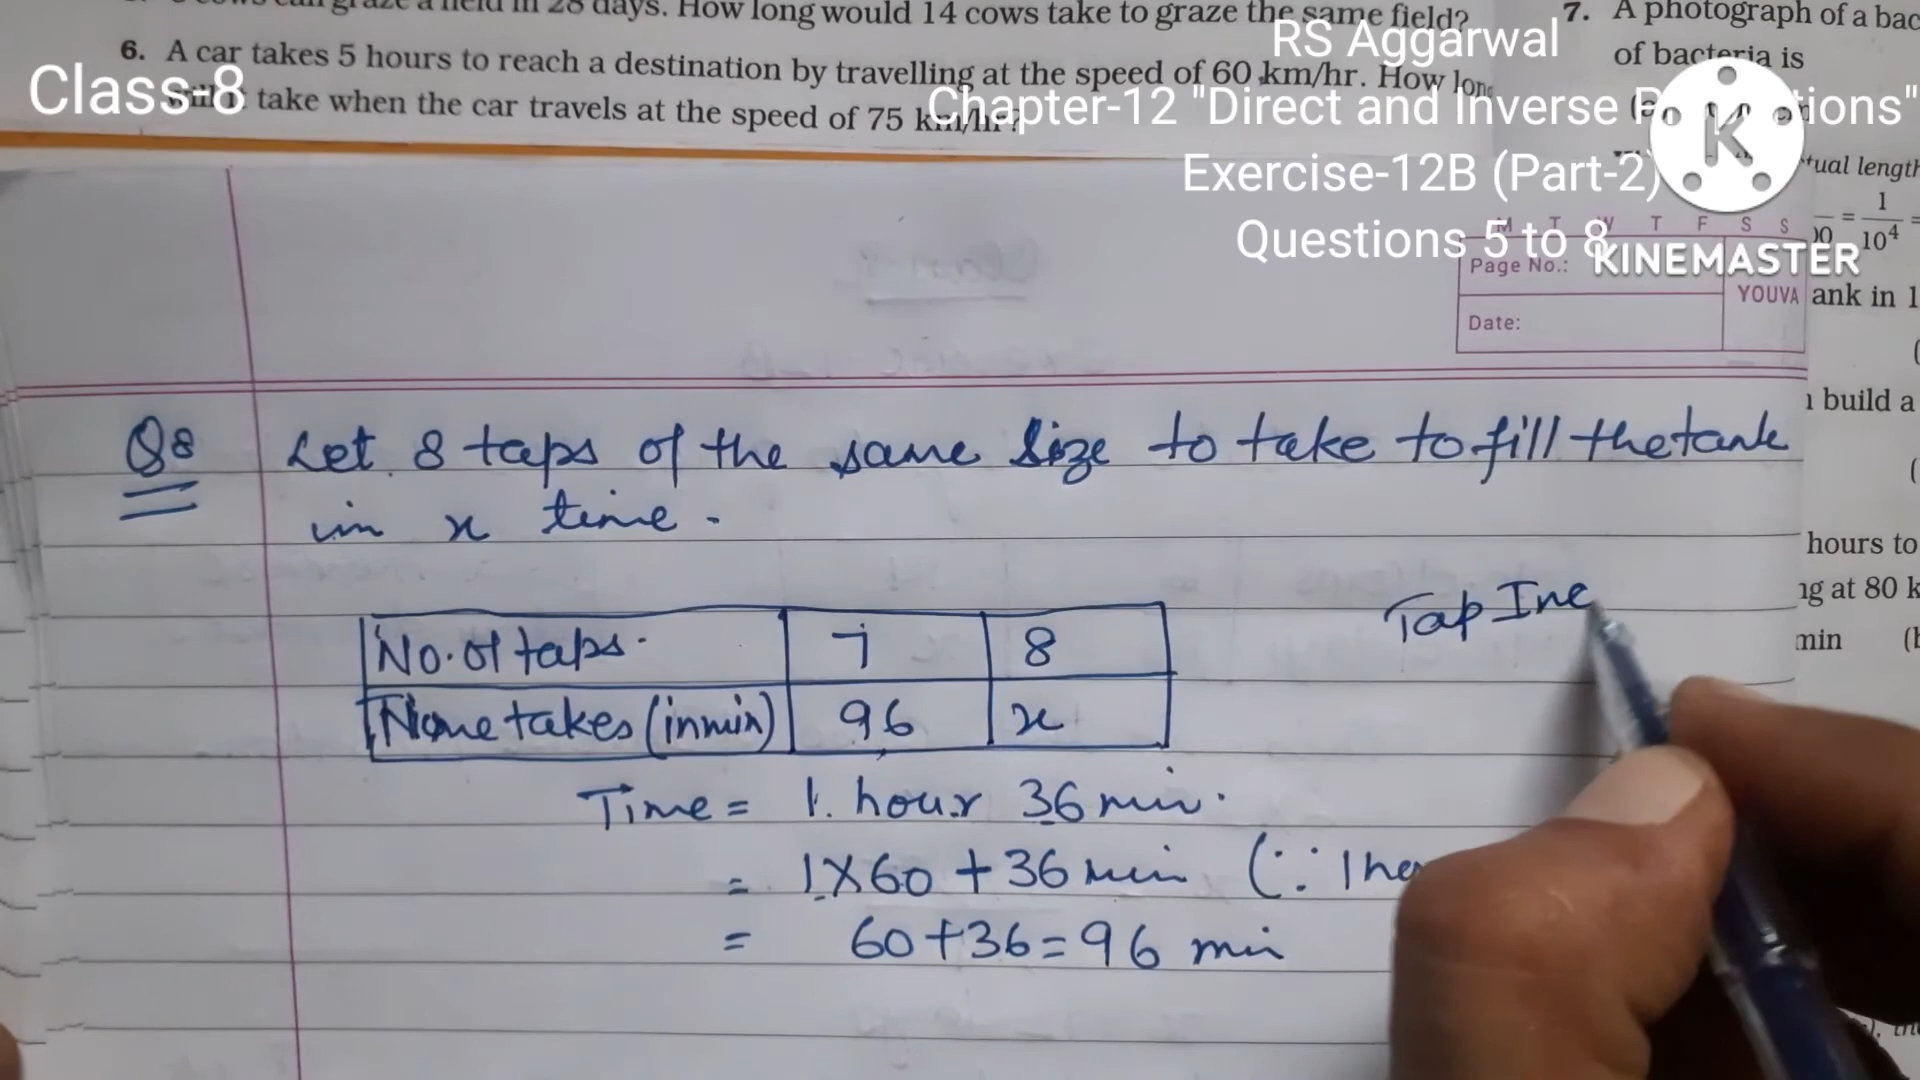 days. How long would 14 cows take to graze the same field?
6. A car takes 5 hours to reach a destination by travelling at the speed of 60 km/hr. How long
take when the car travels at the speed of 75 km/hr?
7. A photograph of a bac
of bacteria is
RS Aggarwal
Class-8
Chapter-12 "Direct and Inverse
Exercise-12B (Part-2)
Questions 5 to 8
K
KINEMASTER
tual length
M T W T F S S
Page No.:
YOUVA
Date:
= 1/10⁴ =
ank in 1
build a
hours to
ng at 80 k
min
Q8 Let 8 taps of the same size to take to fill the tank
in x time.
No. of taps. 7 8
takes (in min) 96 x
Tap Inc
Time = 1 hour 36 min.
= 1×60 + 36 min (∵ 1 ho
= 60+36 = 96 min